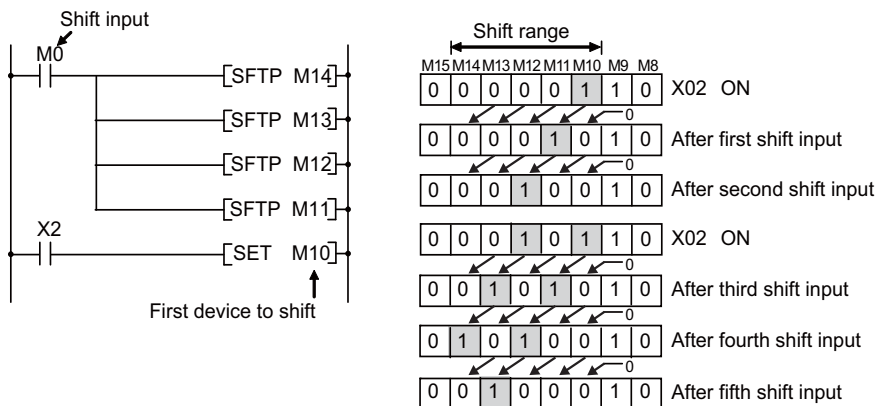 Shift input
M0
[SFTP M14]
[SFTP M13]
[SFTP M12]
[SFTP M11]
X2
[SET M10]
First device to shift
Shift range
M15 M14 M13 M12 M11 M10 M9 M8
0 0 0 0 0 1 1 0 X02 ON
0
0 0 0 0 1 0 1 0 After first shift input
0
0 0 0 1 0 0 1 0 After second shift input
0 0 0 1 0 1 1 0 X02 ON
0
0 0 1 0 1 0 1 0 After third shift input
0
0 1 0 1 0 0 1 0 After fourth shift input
0
0 0 1 0 0 0 1 0 After fifth shift input